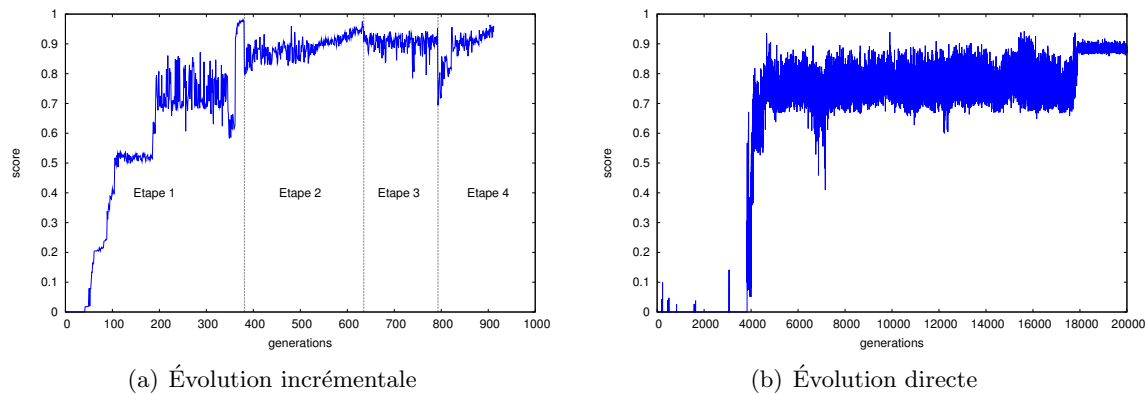 1
0.9
0.8
0.7
0.6
0.5
0.4
0.3
0.2
0.1
0
score
Etape 1
Etape 2
Etape 3
Etape 4
0 100 200 300 400 500 600 700 800 900 1000
generations
(a) Évolution incrémentale
1
0.9
0.8
0.7
0.6
0.5
0.4
0.3
0.2
0.1
0
score
0 2000 4000 6000 8000 10000 12000 14000 16000 18000 20000
generations
(b) Évolution directe